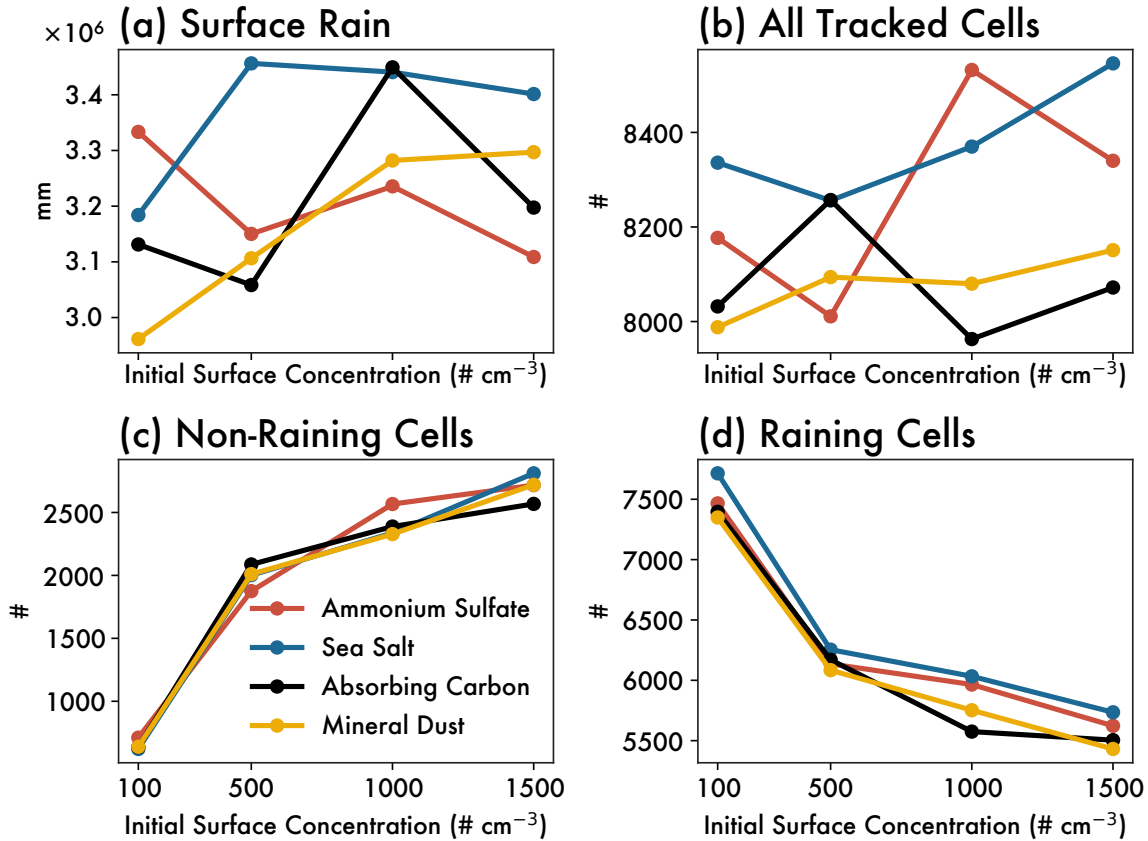 (a) Surface Rain
×10⁶
3.4
3.3
3.2
3.1
3.0
mm
Initial Surface Concentration (# cm⁻³)
(b) All Tracked Cells
8400
8200
8000
#
Initial Surface Concentration (# cm⁻³)
(c) Non-Raining Cells
2500
2000
1500
1000
#
Ammonium Sulfate
Sea Salt
Absorbing Carbon
Mineral Dust
100 500 1000 1500
Initial Surface Concentration (# cm⁻³)
(d) Raining Cells
7500
7000
6500
6000
5500
#
100 500 1000 1500
Initial Surface Concentration (# cm⁻³)